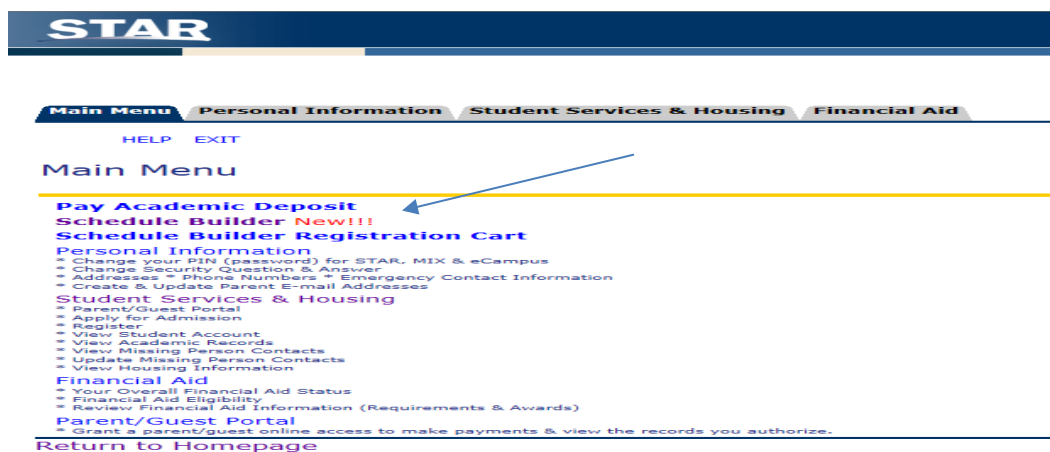 STAR
Main Menu Personal Information Student Services & Housing Financial Aid
HELP EXIT
Main Menu
Pay Academic Deposit
Schedule Builder New!!!
Schedule Builder Registration Cart
Personal Information
* Change your PIN (password) for STAR, MIX & eCampus
* Change Security Question & Answer
* Addresses * Phone Numbers * Emergency Contact Information
* Create & Update Parent E-mail Addresses
Student Services & Housing
* Parent/Guest Portal
* Apply for Admission
* Register
* View Student Account
* View Academic Records
* View Missing Person Contacts
* Update Missing Person Contacts
* View Housing Information
Financial Aid
* Your Overall Financial Aid Status
* Financial Aid Eligibility
* Review Financial Aid Information (Requirements & Awards)
Parent/Guest Portal
* Grant a parent/guest online access to make payments & view the records you authorize.
Return to Homepage